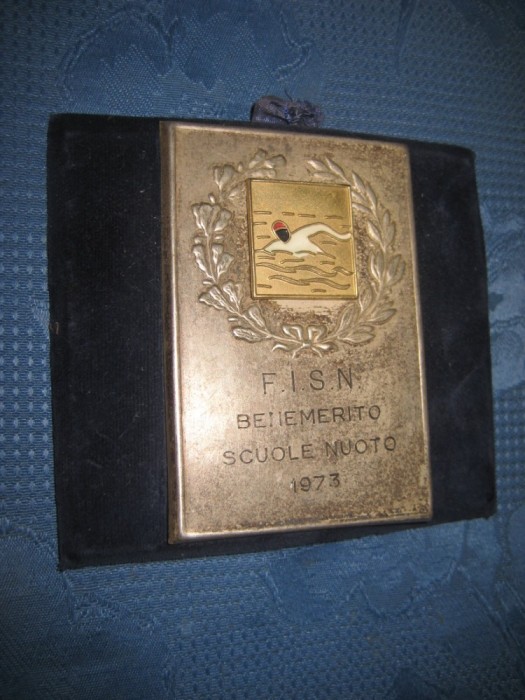 F.I.S.N.
BENEMERITO
SCUOLE NUOTO
1973